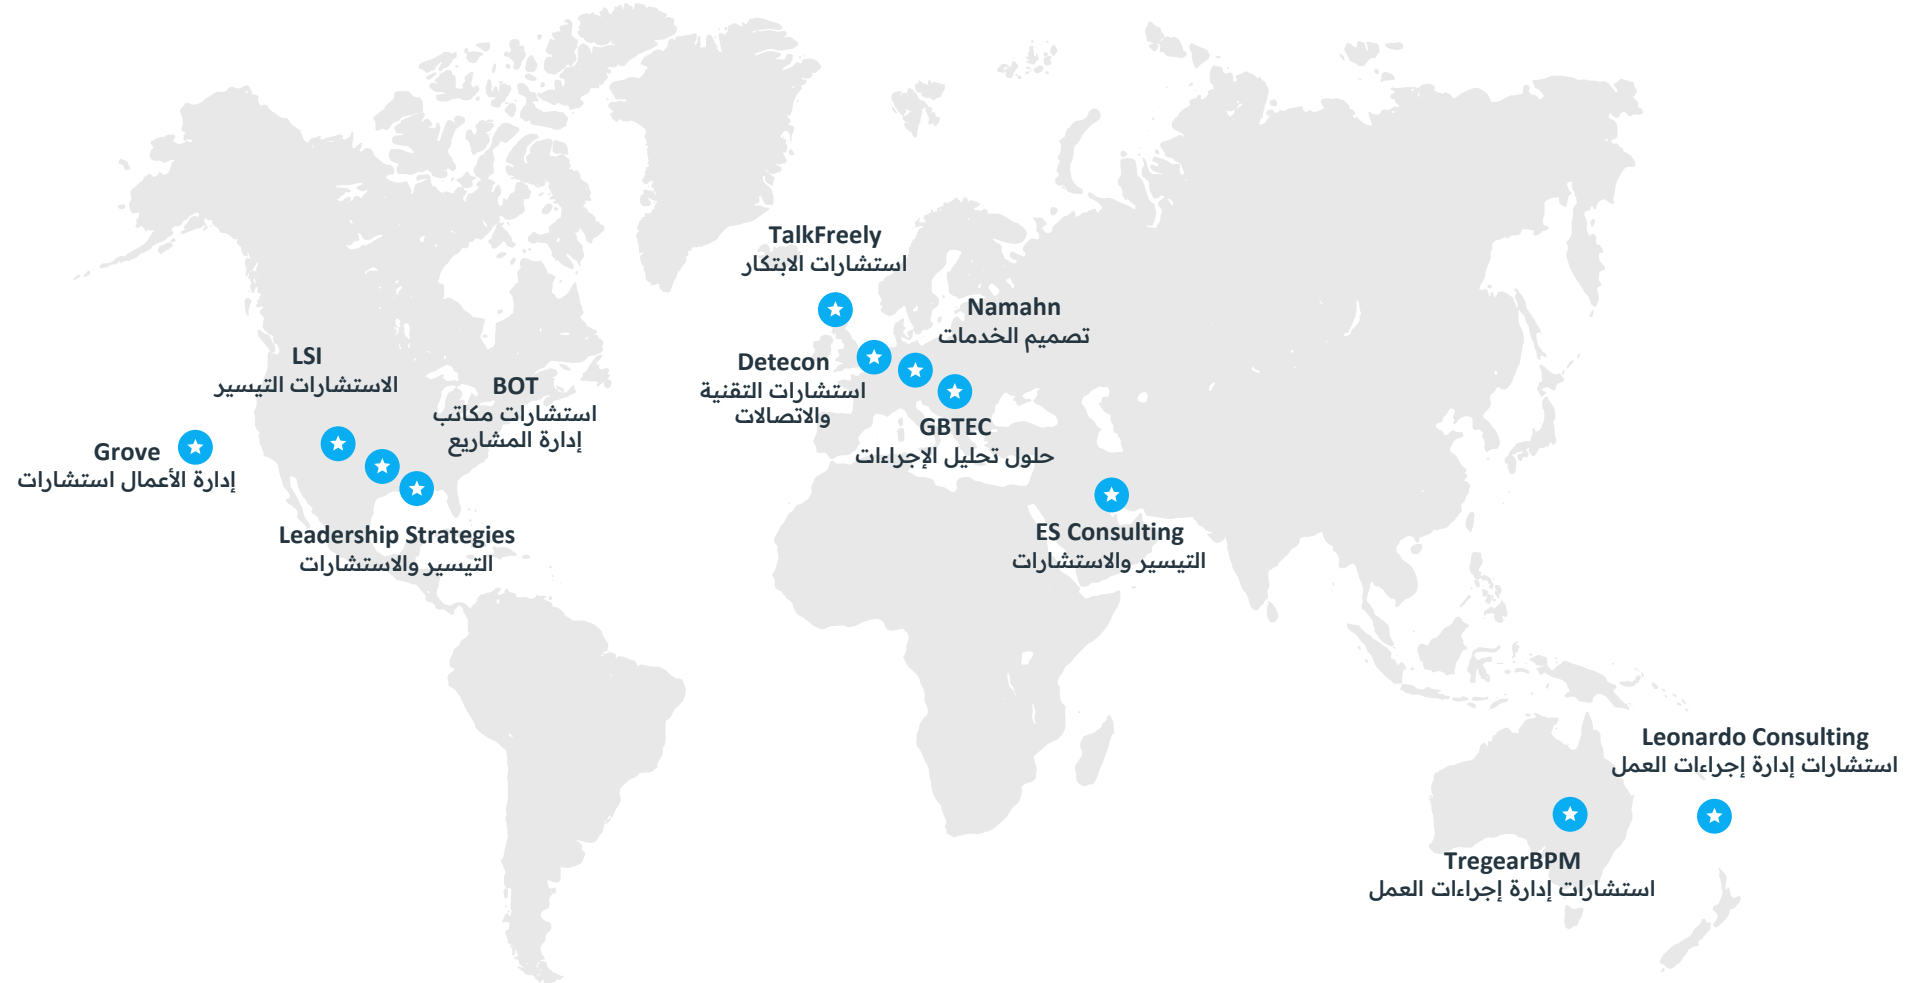 TalkFreely
استشارات الابتكار
Namahn
تصميم الخدمات
LSI
الاستشارات التيسير
BOT
استشارات مكاتب
إدارة المشاريع
Detecon
استشارات التقنية
والاتصالات
GBTEC
حلول تحليل الإجراءات
Grove
إدارة الأعمال استشارات
Leadership Strategies
التيسير والاستشارات
ES Consulting
التيسير والاستشارات
Leonardo Consulting
استشارات إدارة إجراءات العمل
TregearBPM
استشارات إدارة إجراءات العمل